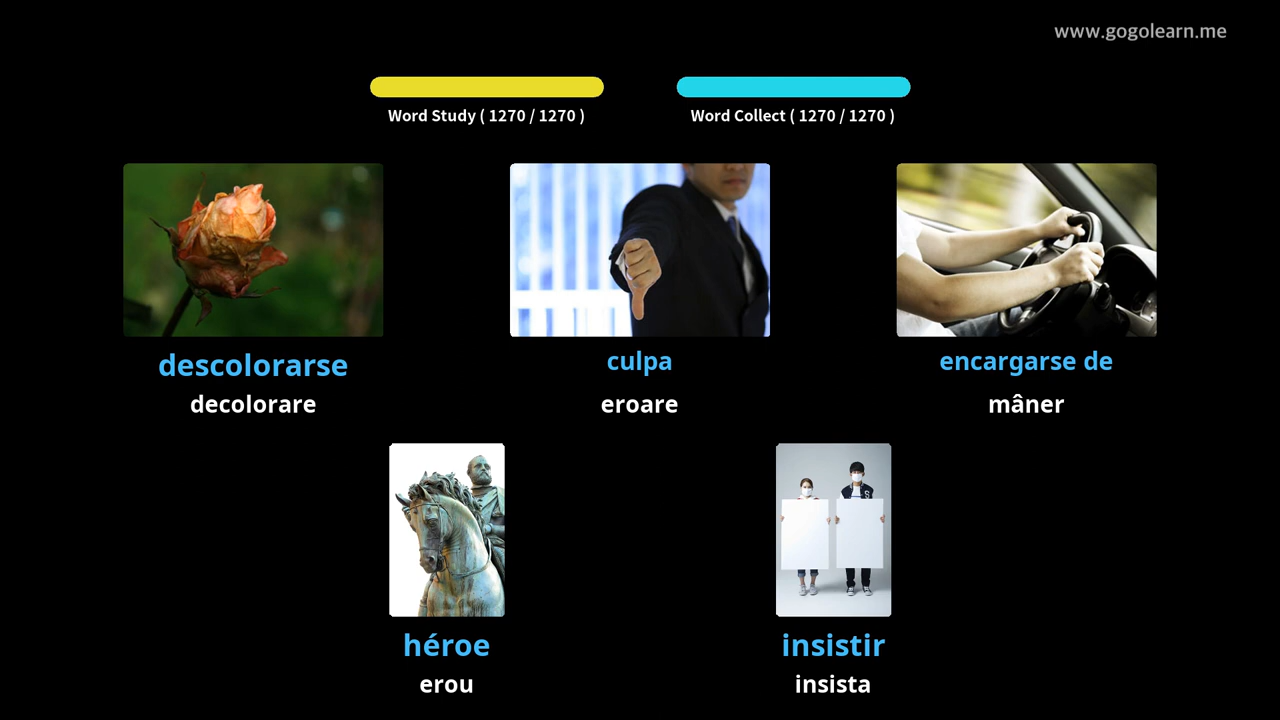 www.gogolearn.me
Word Study ( 1270 / 1270 )
Word Collect ( 1270 / 1270 )
descolorarse
decolorare
culpa
eroare
encargarse de
mâner
héroe
erou
insistir
insista